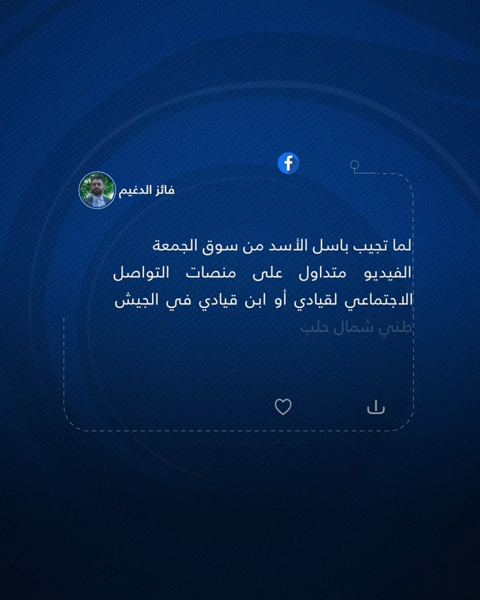 فائز الدغيم
لما تجيب باسل الأسد من سوق الجمعة
الفيديو متداول على منصات التواصل
الاجتماعي لقيادي أو ابن قيادي في الجيش
طني شمال حلب